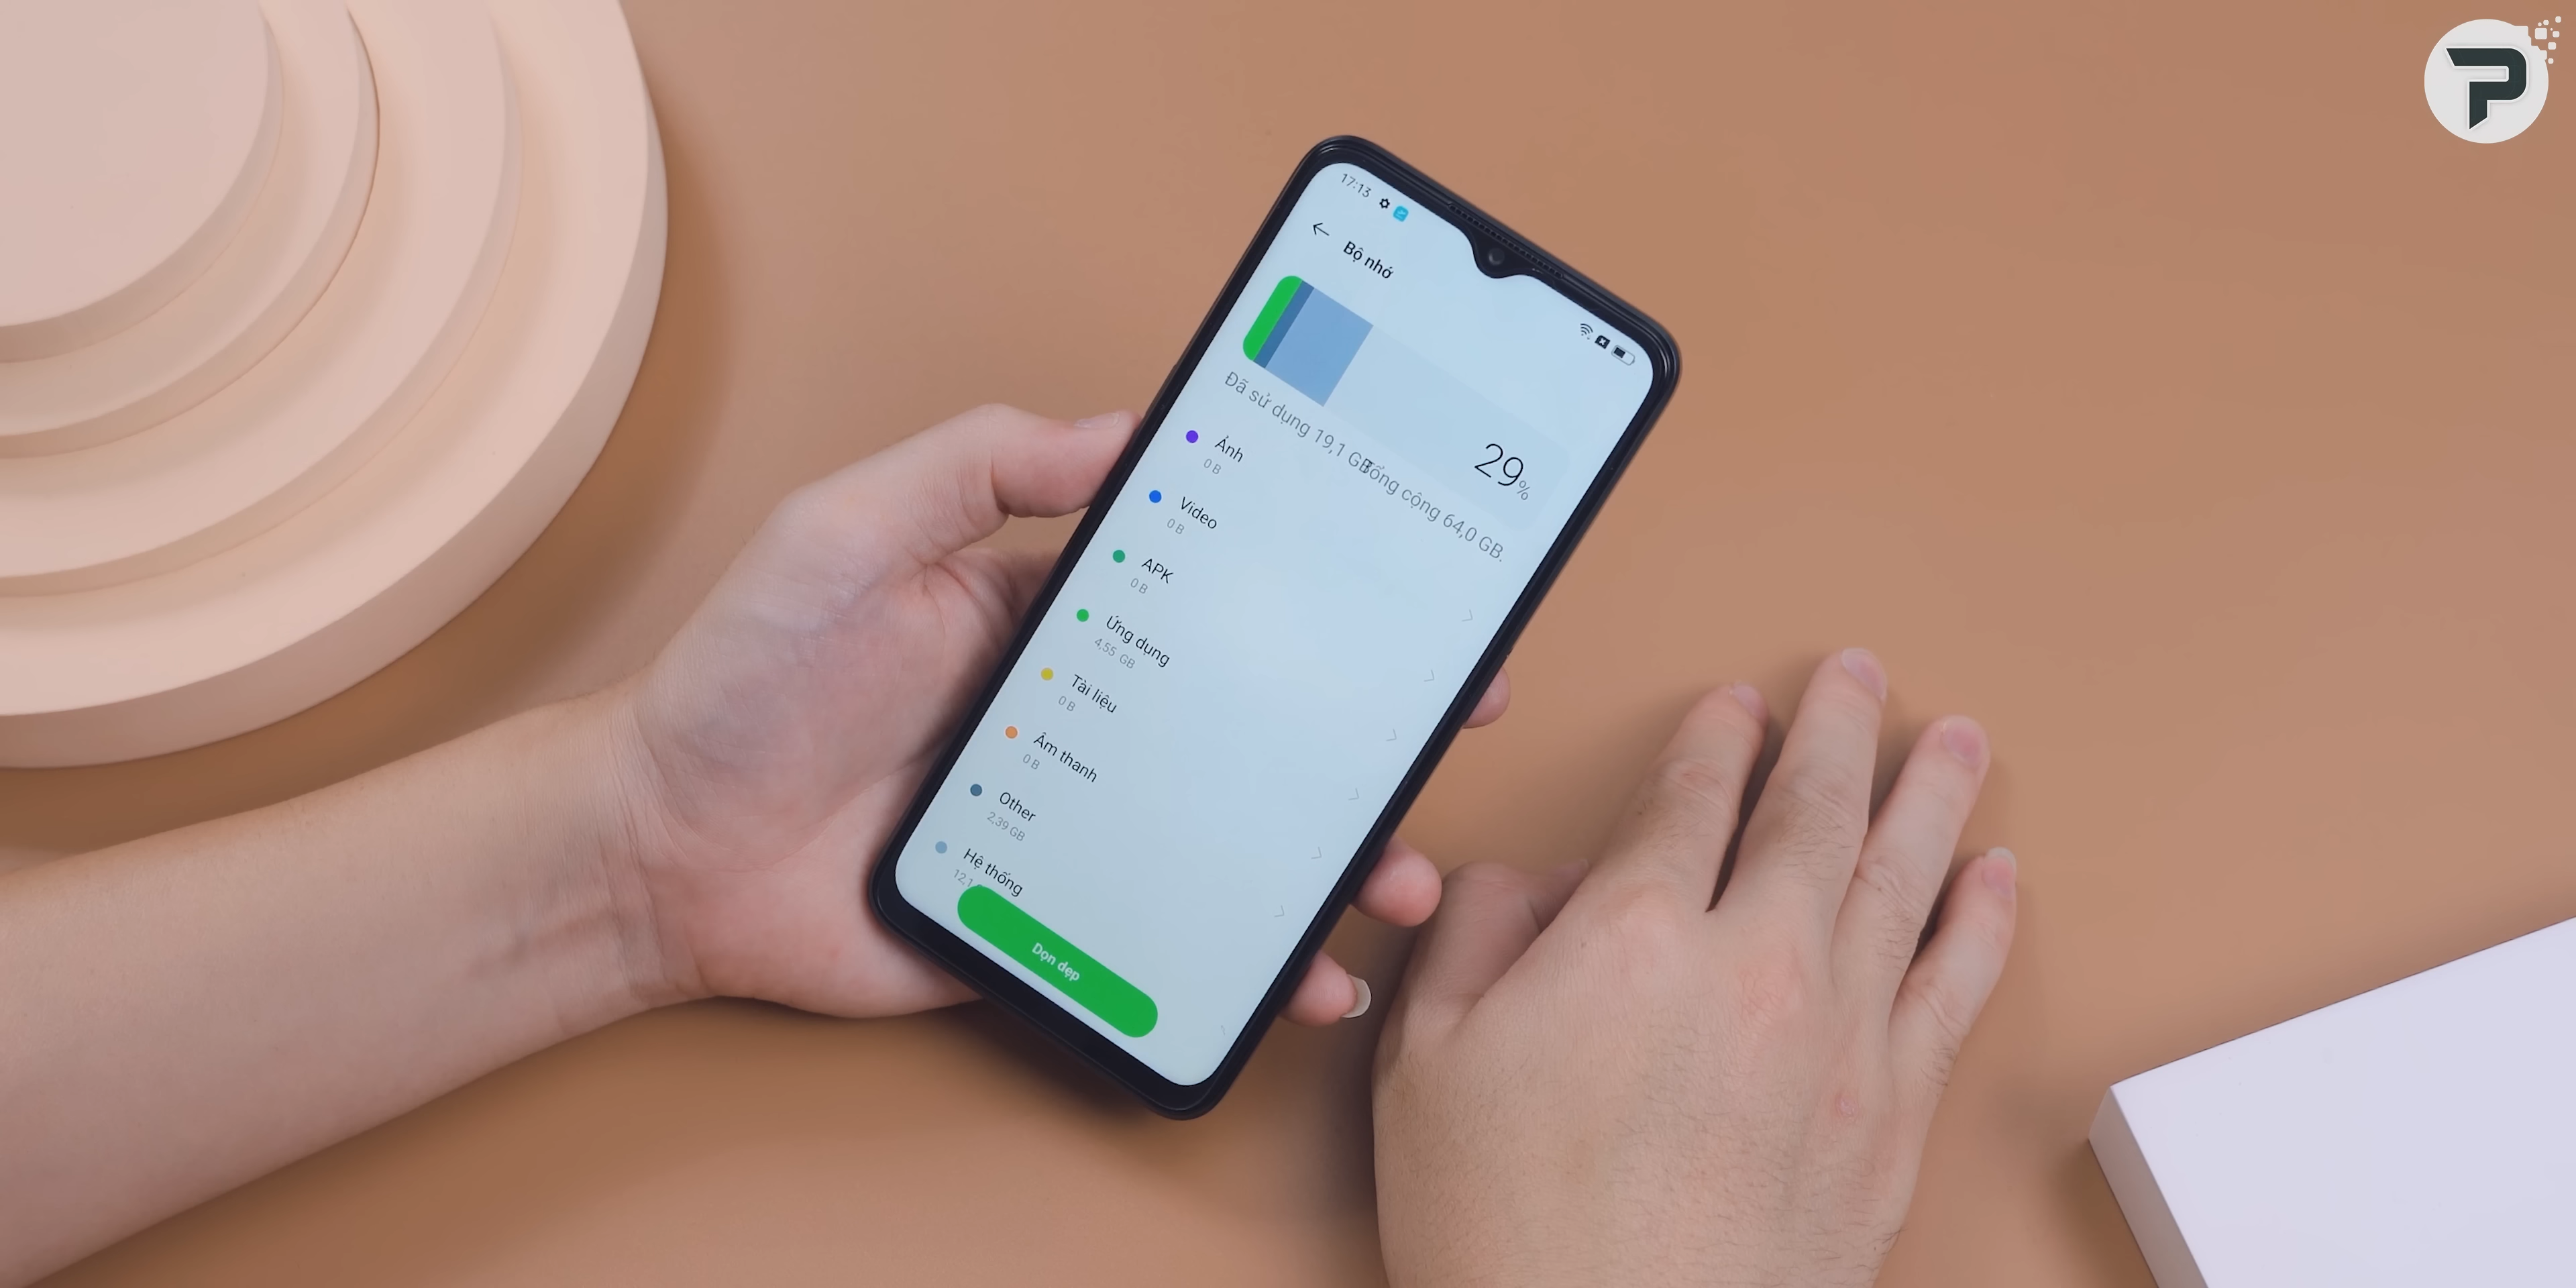 17:13
Bộ nhớ
29%
Đã sử dụng 19,1 GB
Tổng cộng 64,0 GB.
Ảnh
0 B
Video
0 B
APK
0 B
Ứng dụng
4,55 GB
Tài liệu
0 B
Âm thanh
0 B
Other
2,39 GB
Hệ thống
12,1
Dọn dẹp